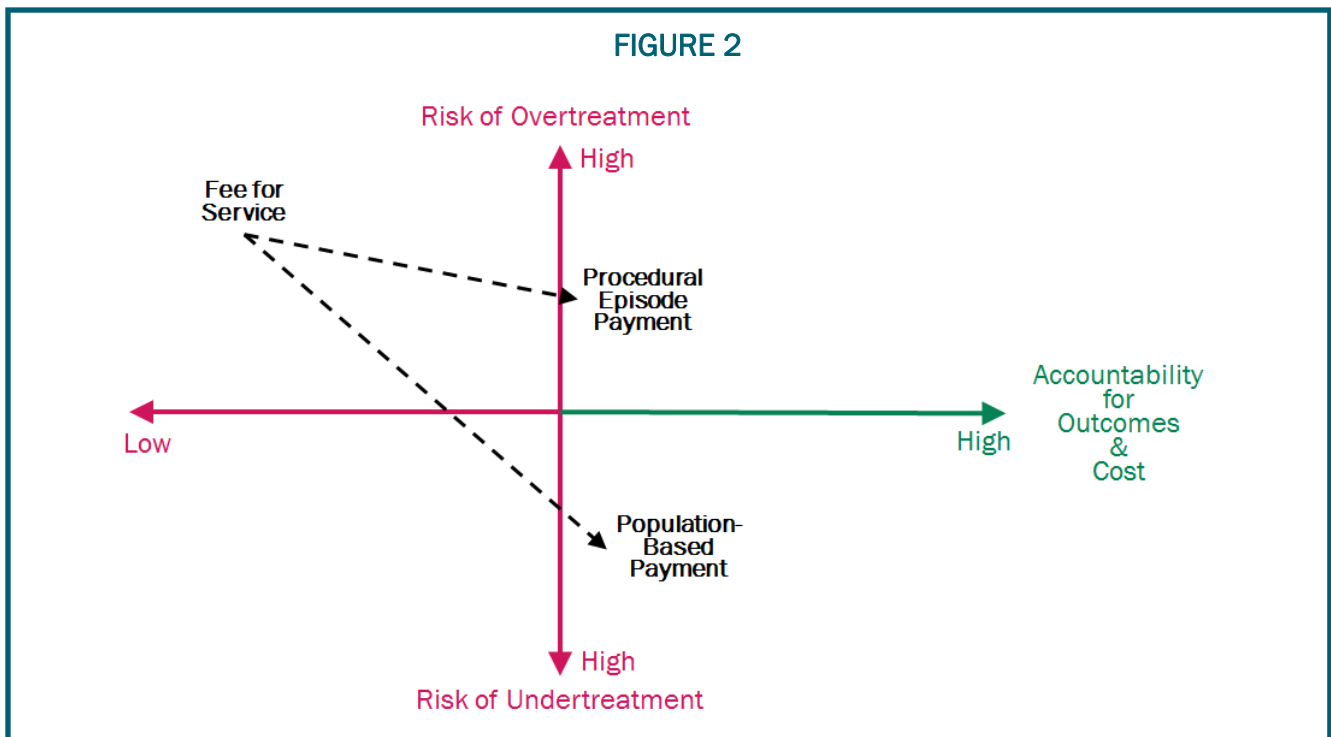 FIGURE 2
Risk of Overtreatment
High
Fee for
Service
Procedural
Episode
Payment
Accountability
for
Outcomes
&
Cost
Low
High
Population-
Based
Payment
High
Risk of Undertreatment